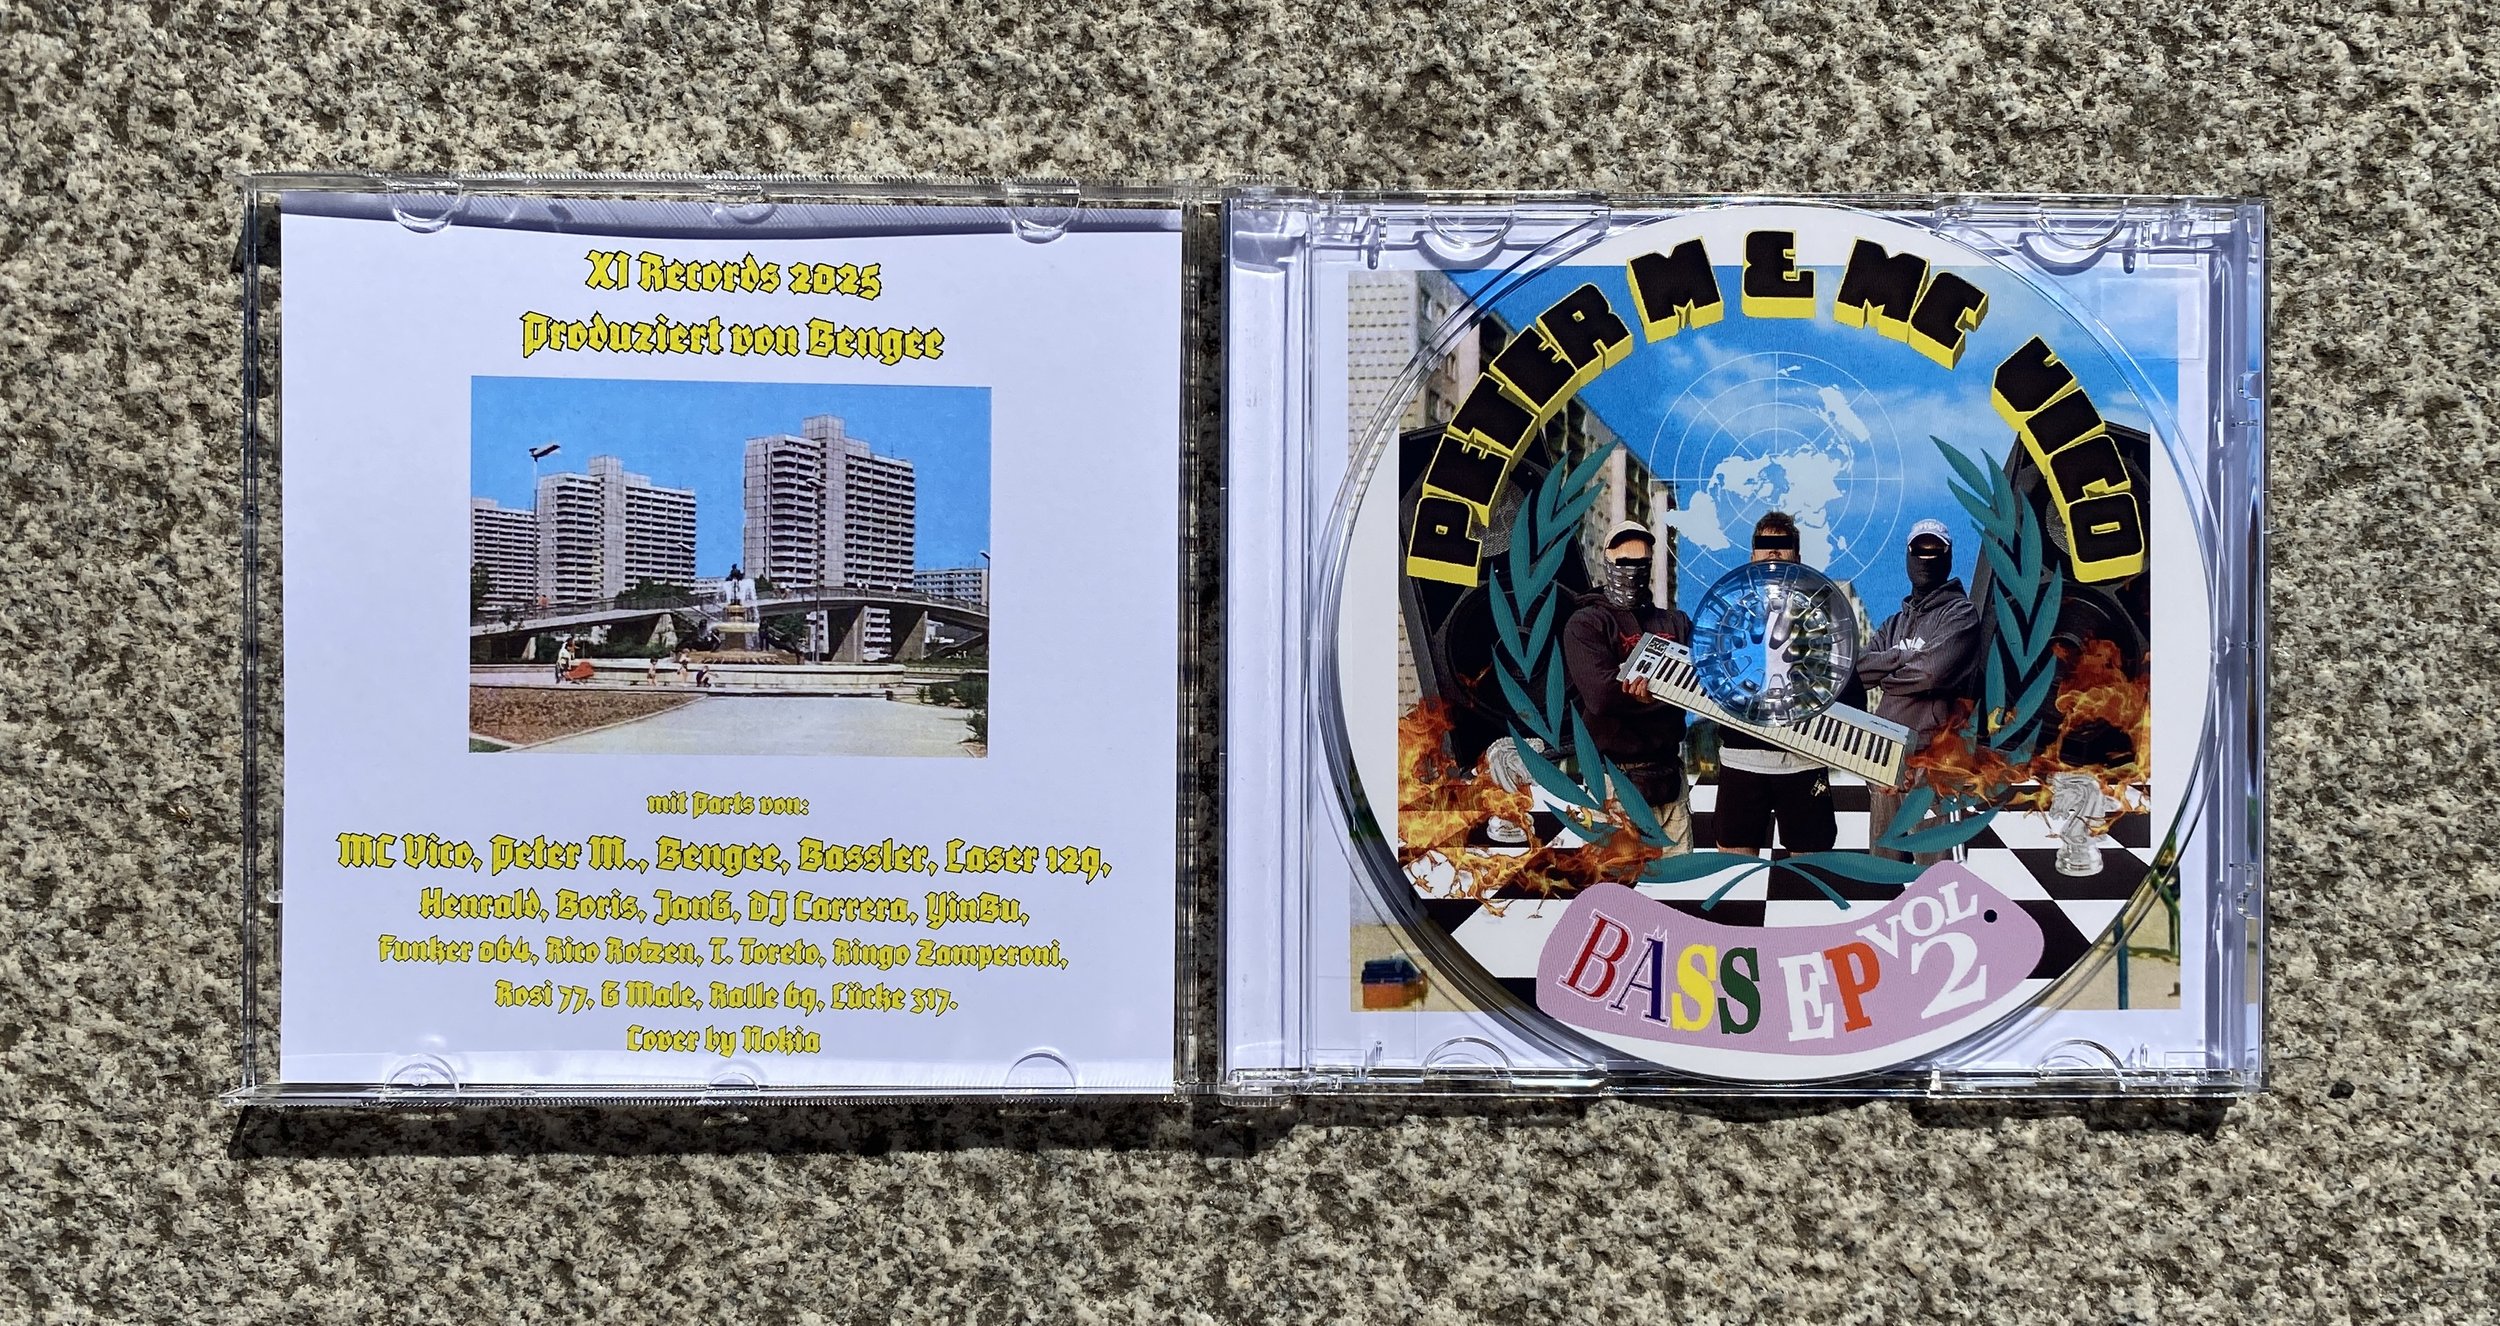 XI Records 2025
Produziert von Bengee
mit Parts von:
MC Vico, Peter M., Bengee, Bassler, Laser 129,
Henrald, Boris, JanG, DJ Carrera, YinBu,
Funker 064, Rico Rotzen, T. Toreto, Ringo Zamperoni,
Rosi 77, G Male, Ralle 69, Lücke 317.
Cover by Nokia
PETER M & MC VICO
BASS EP VOL. 2